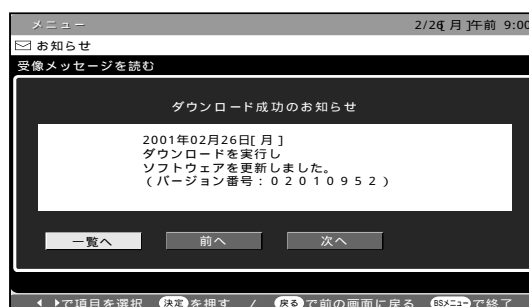 メニュー 2/26[月]午前 9:00
お知らせ
受像メッセージを読む
ダウンロード成功のお知らせ
2001年02月26日[月]
ダウンロードを実行し
ソフトウェアを更新しました。
(バージョン番号:02010952)
一覧へ 前へ 次へ
で項目を選択 決定を押す / 戻るで前の画面に戻る BSメニューで終了